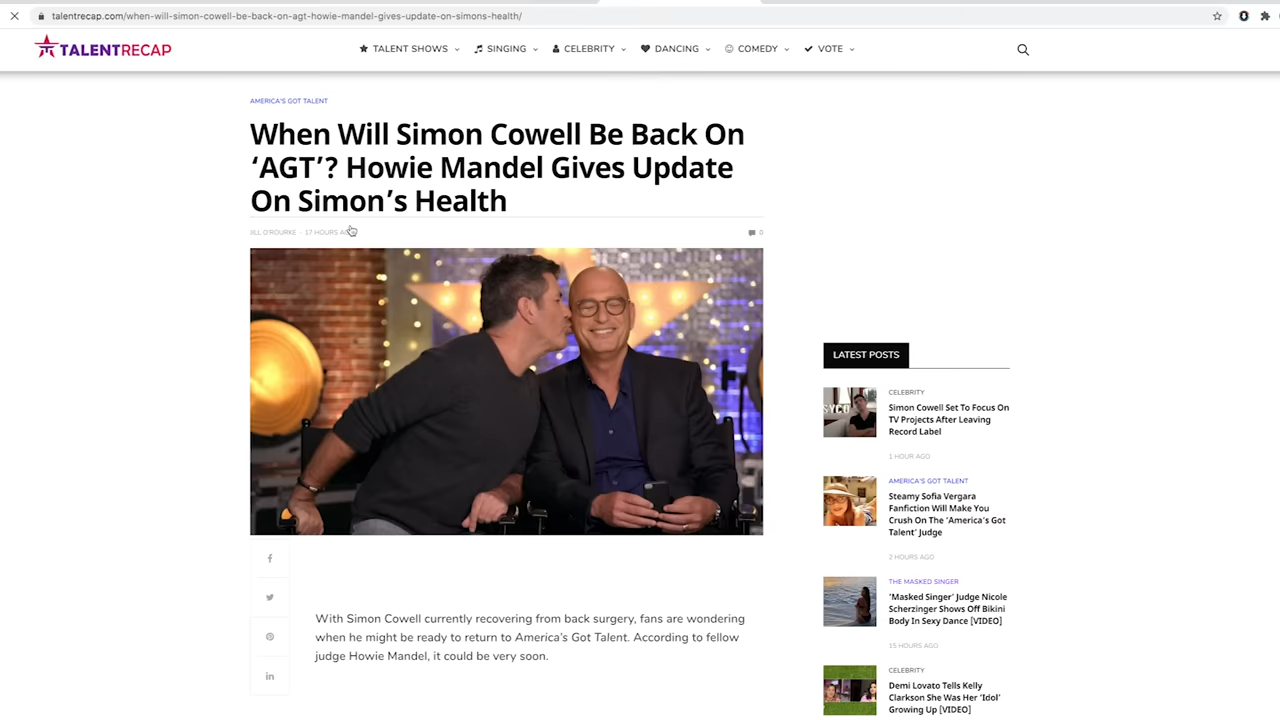 talentrecap.com/when-will-simon-cowell-be-back-on-agt-howie-mandel-gives-update-on-simons-health/
TALENTRECAP
TALENT SHOWS
SINGING
CELEBRITY
DANCING
COMEDY
VOTE
AMERICA'S GOT TALENT
When Will Simon Cowell Be Back On
‘AGT’? Howie Mandel Gives Update
On Simon’s Health
JILL O'ROURKE - 17 HOURS
0
With Simon Cowell currently recovering from back surgery, fans are wondering
when he might be ready to return to America’s Got Talent. According to fellow
judge Howie Mandel, it could be very soon.
LATEST POSTS
SYCO
CELEBRITY
Simon Cowell Set To Focus On
TV Projects After Leaving
Record Label
1 HOUR AGO
AMERICA'S GOT TALENT
Steamy Sofia Vergara
Fanfiction Will Make You
Crush On The ‘America’s Got
Talent’ Judge
2 HOURS AGO
THE MASKED SINGER
‘Masked Singer’ Judge Nicole
Scherzinger Shows Off Bikini
Body In Sexy Dance [VIDEO]
15 HOURS AGO
CELEBRITY
Demi Lovato Tells Kelly
Clarkson She Was Her ‘Idol’
Growing Up [VIDEO]